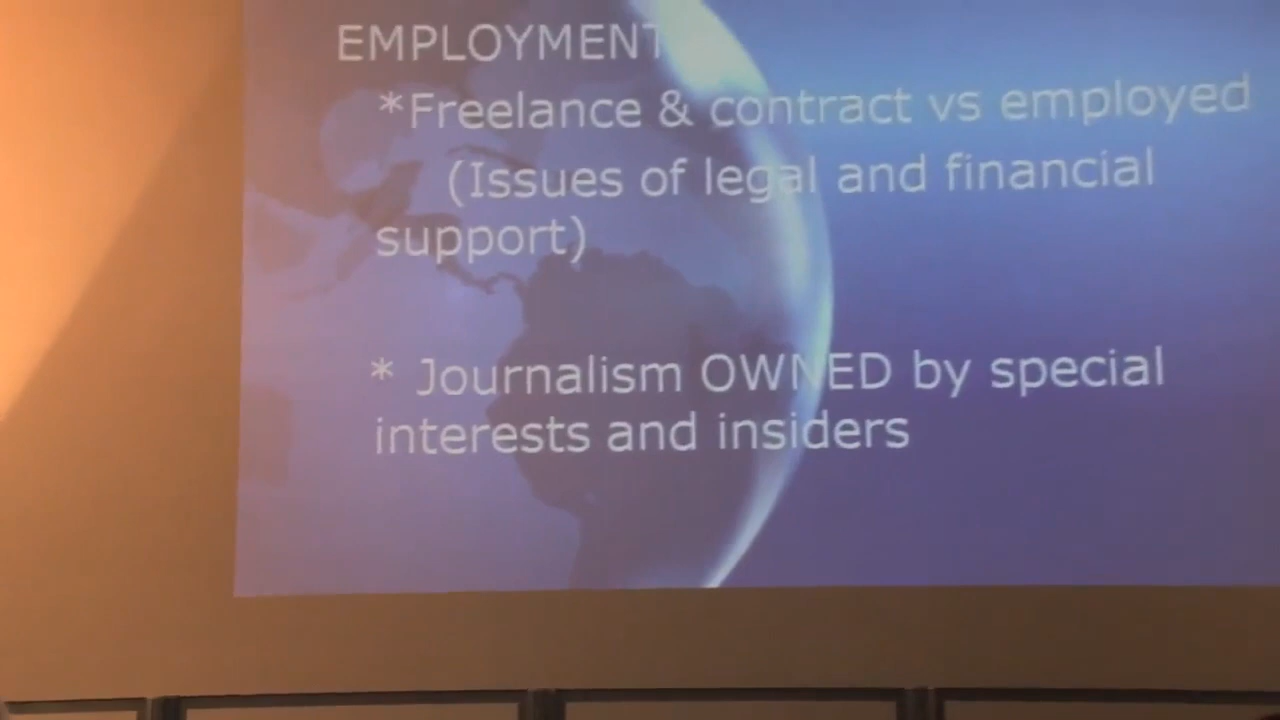 EMPLOYMENT
*Freelance & contract vs employed
(Issues of legal and financial
support)
* Journalism OWNED by special
interests and insiders